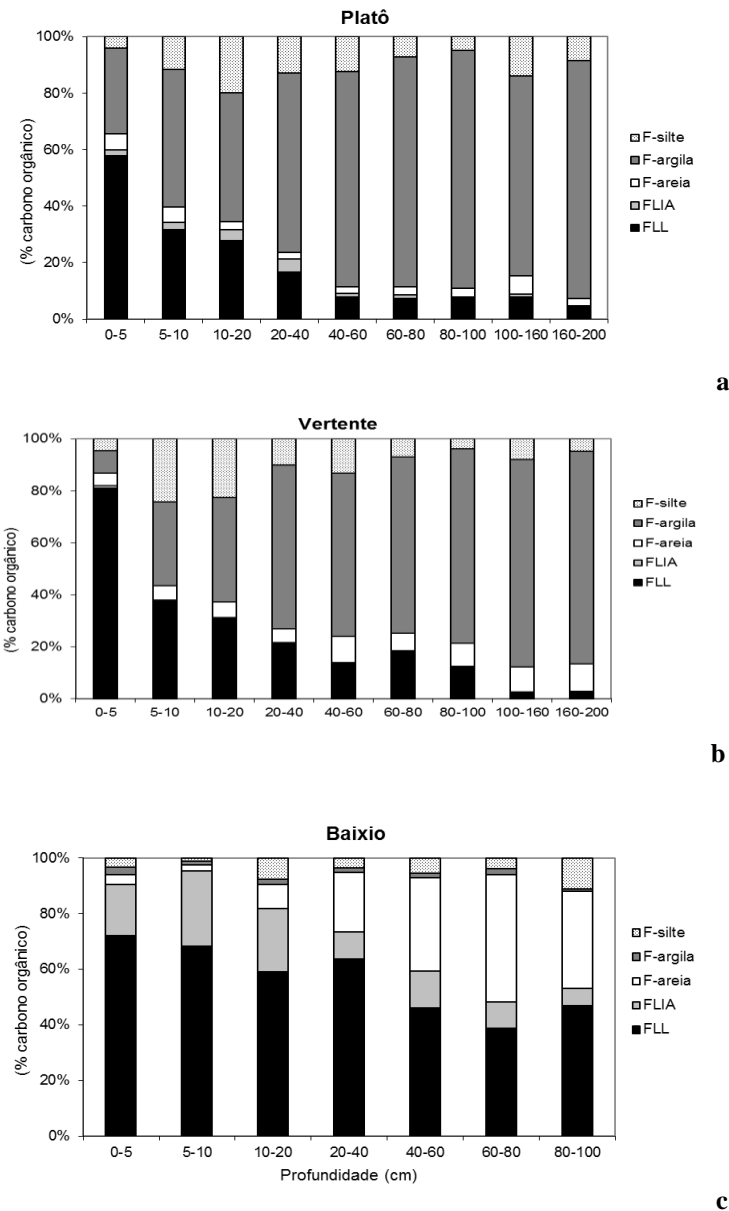 Platô
(% carbono orgânico)
100%
80%
60%
40%
20%
0%
0-5 5-10 10-20 20-40 40-60 60-80 80-100 100-160 160-200
F-silte
F-argila
F-areia
FLIA
FLL
a
Vertente
(% carbono orgânico)
100%
80%
60%
40%
20%
0%
0-5 5-10 10-20 20-40 40-60 60-80 80-100 100-160 160-200
F-silte
F-argila
F-areia
FLIA
FLL
b
Baixio
(% carbono orgânico)
100%
80%
60%
40%
20%
0%
0-5 5-10 10-20 20-40 40-60 60-80 80-100
Profundidade (cm)
F-silte
F-argila
F-areia
FLIA
FLL
c